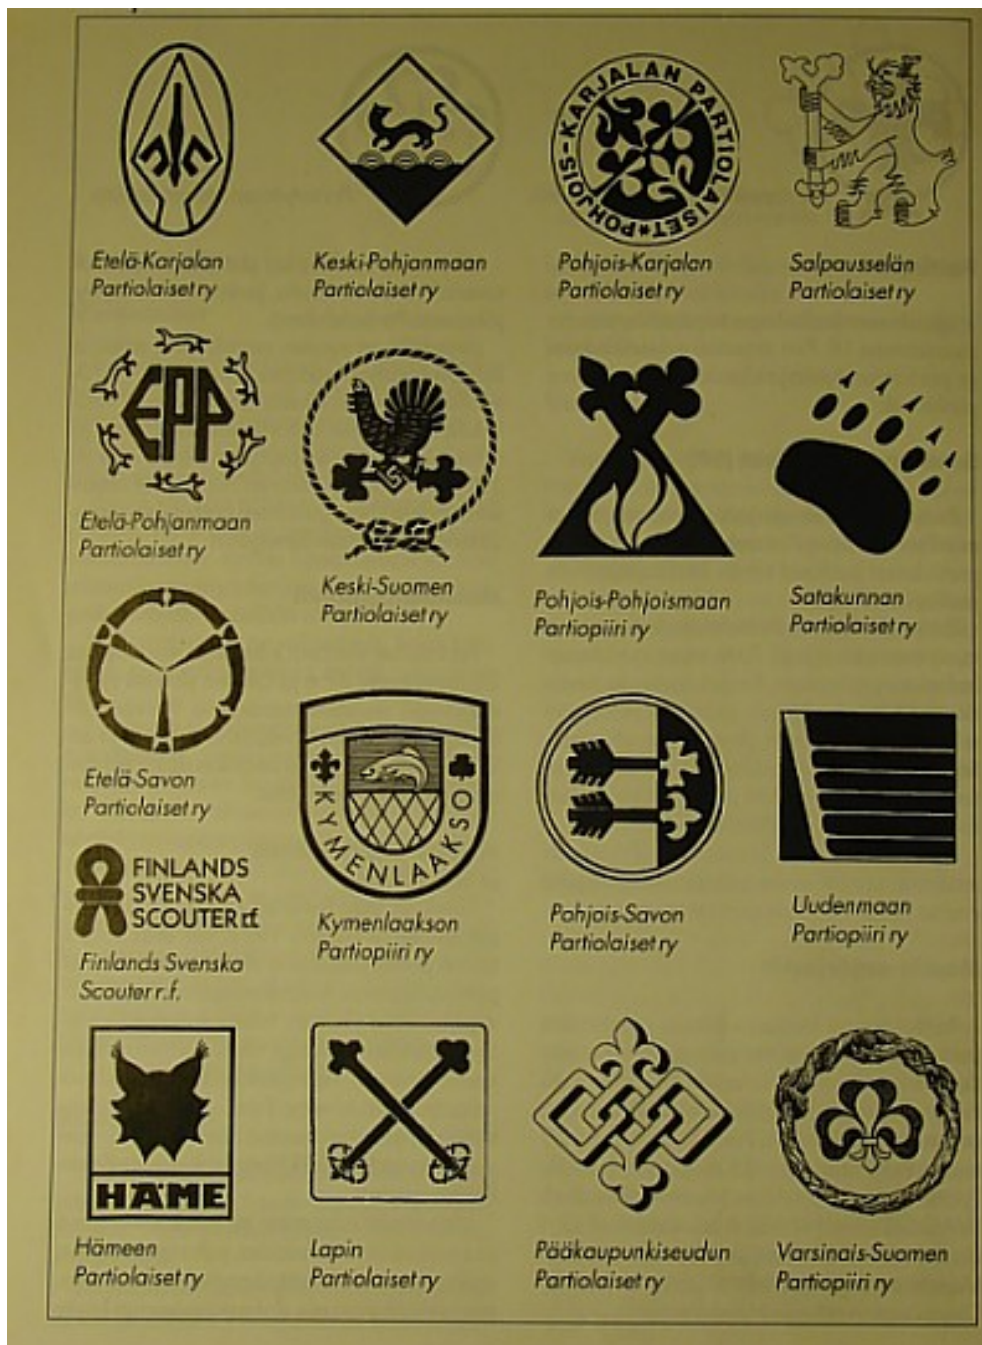 Etelä-Karjalan
Partiolaiset ry
Keski-Pohjanmaan
Partiolaiset ry
POHJOIS-KARJALAN PARTIOLAISET*
Pohjois-Karjalan
Partiolaiset ry
Salpausselän
Partiolaiset ry
EPP
Etelä-Pohjanmaan
Partiolaiset ry
Keski-Suomen
Partiolaiset ry
Pohjois-Pohjoismaan
Partiopiiri ry
Satakunnan
Partiolaiset ry
Etelä-Savon
Partiolaiset ry
KYMENLAAKSO
Kymenlaakson
Partiopiiri ry
Pohjois-Savon
Partiolaiset ry
Uudenmaan
Partiopiiri ry
FINLANDS
SVENSKA
SCOUTER r.f.
Finlands Svenska
Scouter r.f.
HÄME
Hämeen
Partiolaiset ry
Lapin
Partiolaiset ry
Pääkaupunkiseudun
Partiolaiset ry
Varsinais-Suomen
Partiopiiri ry